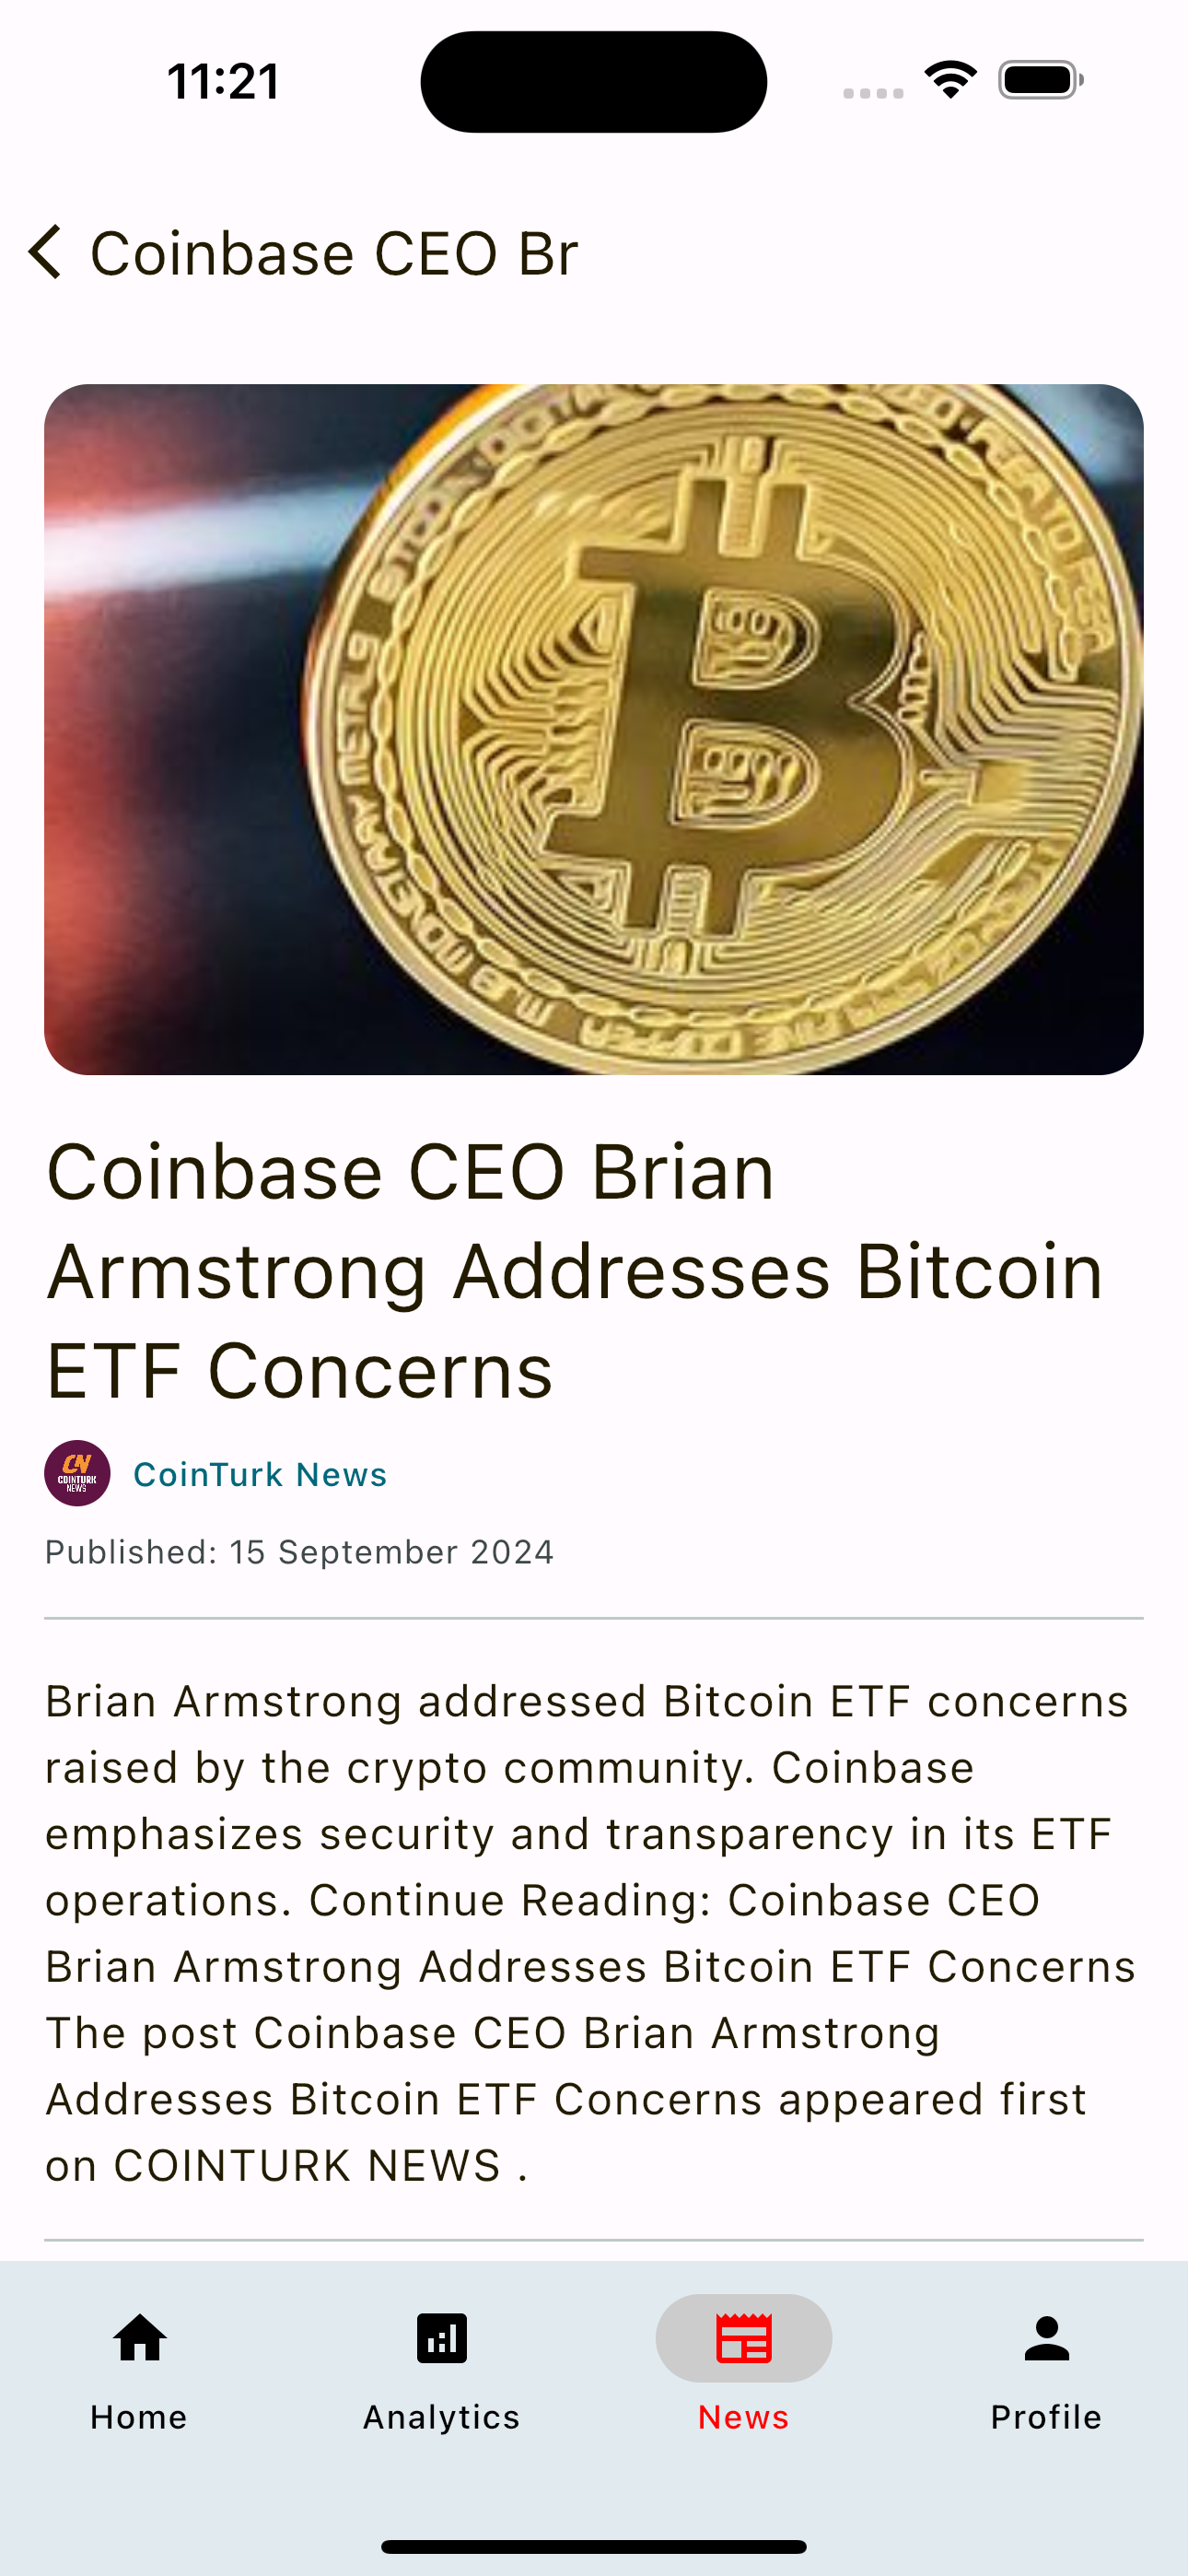 11:21
Coinbase CEO Br
Coinbase CEO Brian
Armstrong Addresses Bitcoin
ETF Concerns
CN
COINTURK
NEWS
CoinTurk News
Published: 15 September 2024
Brian Armstrong addressed Bitcoin ETF concerns
raised by the crypto community. Coinbase
emphasizes security and transparency in its ETF
operations. Continue Reading: Coinbase CEO
Brian Armstrong Addresses Bitcoin ETF Concerns
The post Coinbase CEO Brian Armstrong
Addresses Bitcoin ETF Concerns appeared first
on COINTURK NEWS .
Home
Analytics
News
Profile